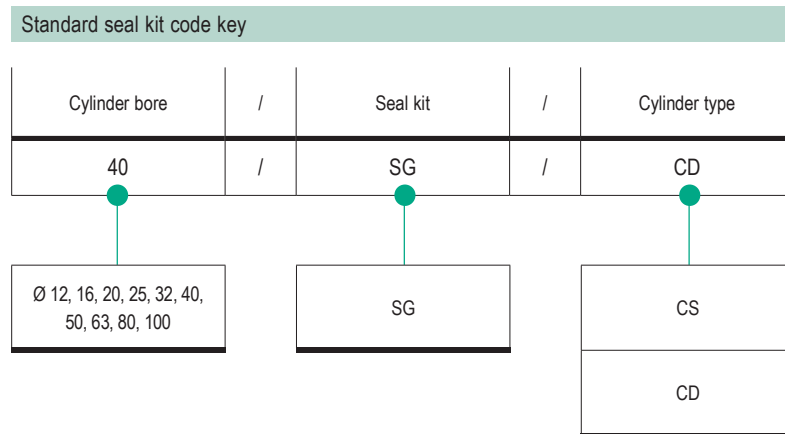 Standard seal kit code key
Cylinder bore / Seal kit / Cylinder type
40 / SG / CD
Ø 12, 16, 20, 25, 32, 40,
50, 63, 80, 100
SG
CS
CD